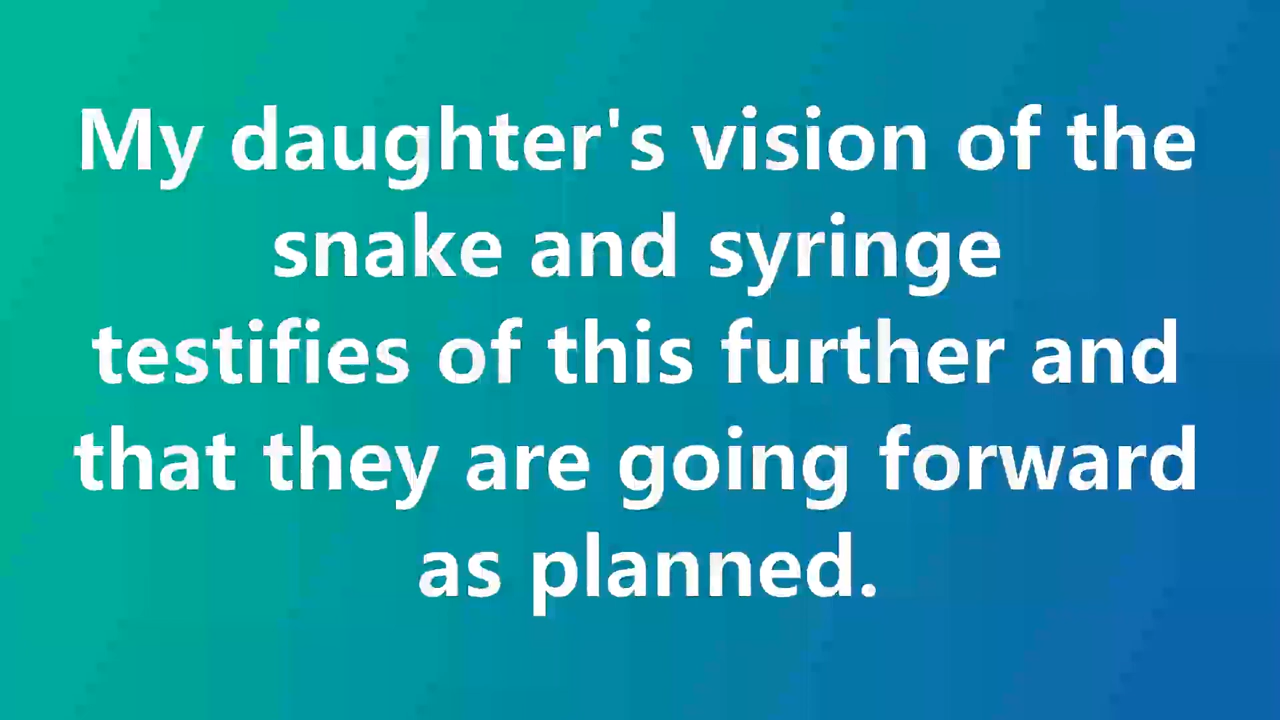 My daughter's vision of the
snake and syringe
testifies of this further and
that they are going forward
as planned.